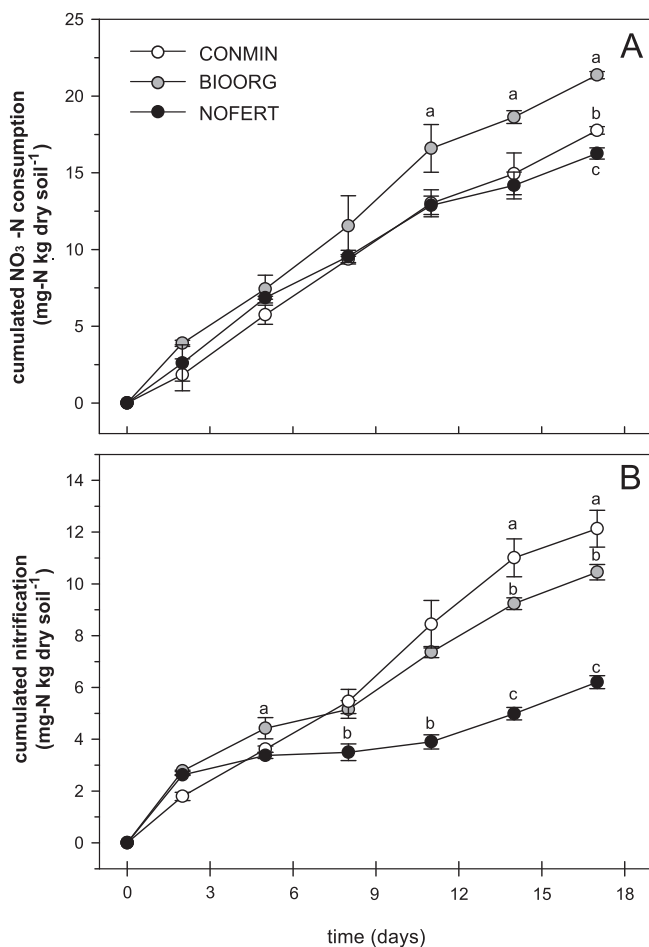 A
CONMIN
BIOORG
NOFERT
cumulated NO₃ -N consumption
(mg-N kg dry soil⁻¹)
25
20
15
10
5
0
a
a
a
b
c
B
cumulated nitrification
(mg-N kg dry soil⁻¹)
14
12
10
8
6
4
2
0
a
a
a
b
b
b
b
c
c
0 3 6 9 12 15 18
time (days)